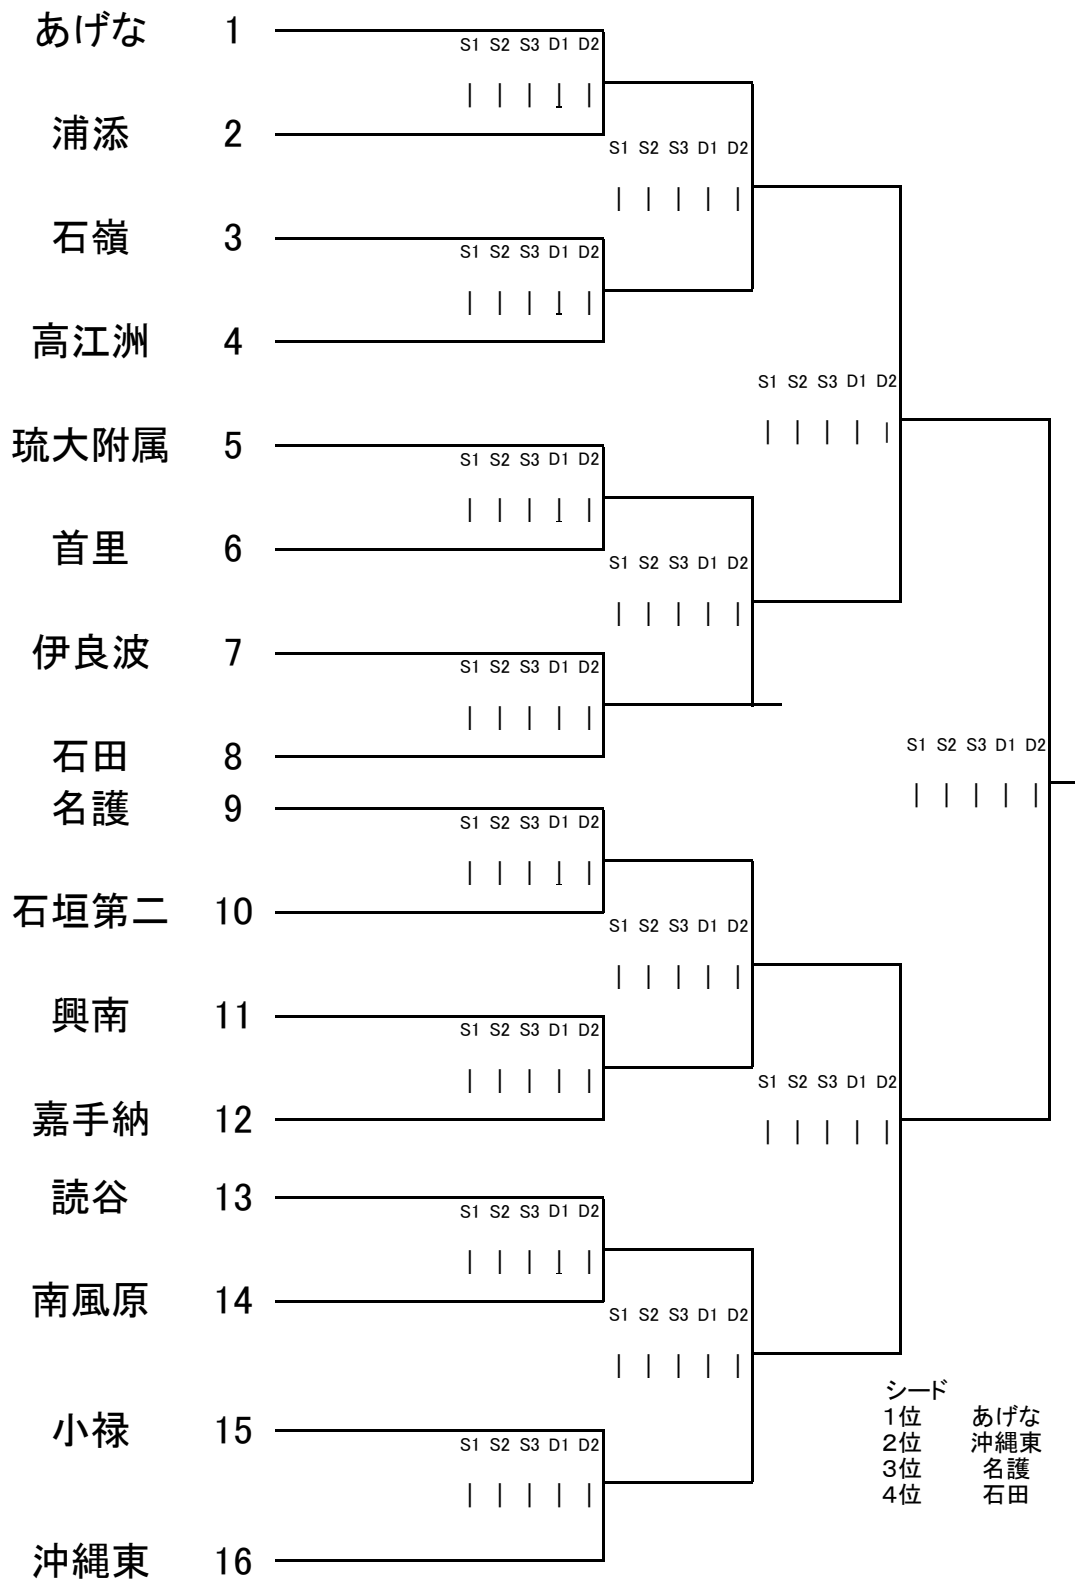 あげな 1
S1 S2 S3 D1 D2
浦添 2
S1 S2 S3 D1 D2
石嶺 3
S1 S2 S3 D1 D2
高江洲 4
S1 S2 S3 D1 D2
琉大附属 5
S1 S2 S3 D1 D2
首里 6
S1 S2 S3 D1 D2
伊良波 7
S1 S2 S3 D1 D2
S1 S2 S3 D1 D2
石田 8
名護 9
S1 S2 S3 D1 D2
石垣第二 10
S1 S2 S3 D1 D2
興南 11
S1 S2 S3 D1 D2
S1 S2 S3 D1 D2
嘉手納 12
読谷 13
S1 S2 S3 D1 D2
南風原 14
S1 S2 S3 D1 D2
シード
1位 あげな
2位 沖縄東
3位 名護
4位 石田
小禄 15
S1 S2 S3 D1 D2
沖縄東 16